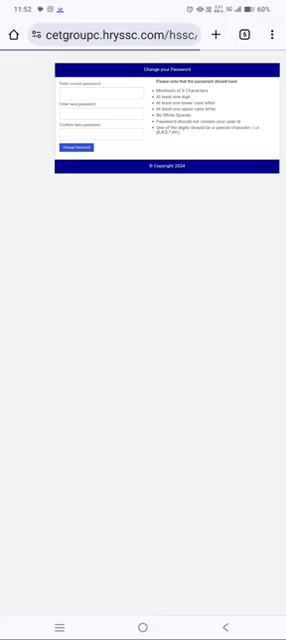 11:52
5G 60%
cetgroupc.hryssc.com/hssc/
6
Change your Password
Enter current password:
Enter new password:
Confirm new password:
Change Password
Please note that the password should have:
Minimum of 8 Characters
At least one digit
At least one lower case letter
At least one upper case letter
No White Spaces
Password should not contain your user id
One of the digits should be a special character ( i.e
@,#,$,? etc)
© Copyright 2024